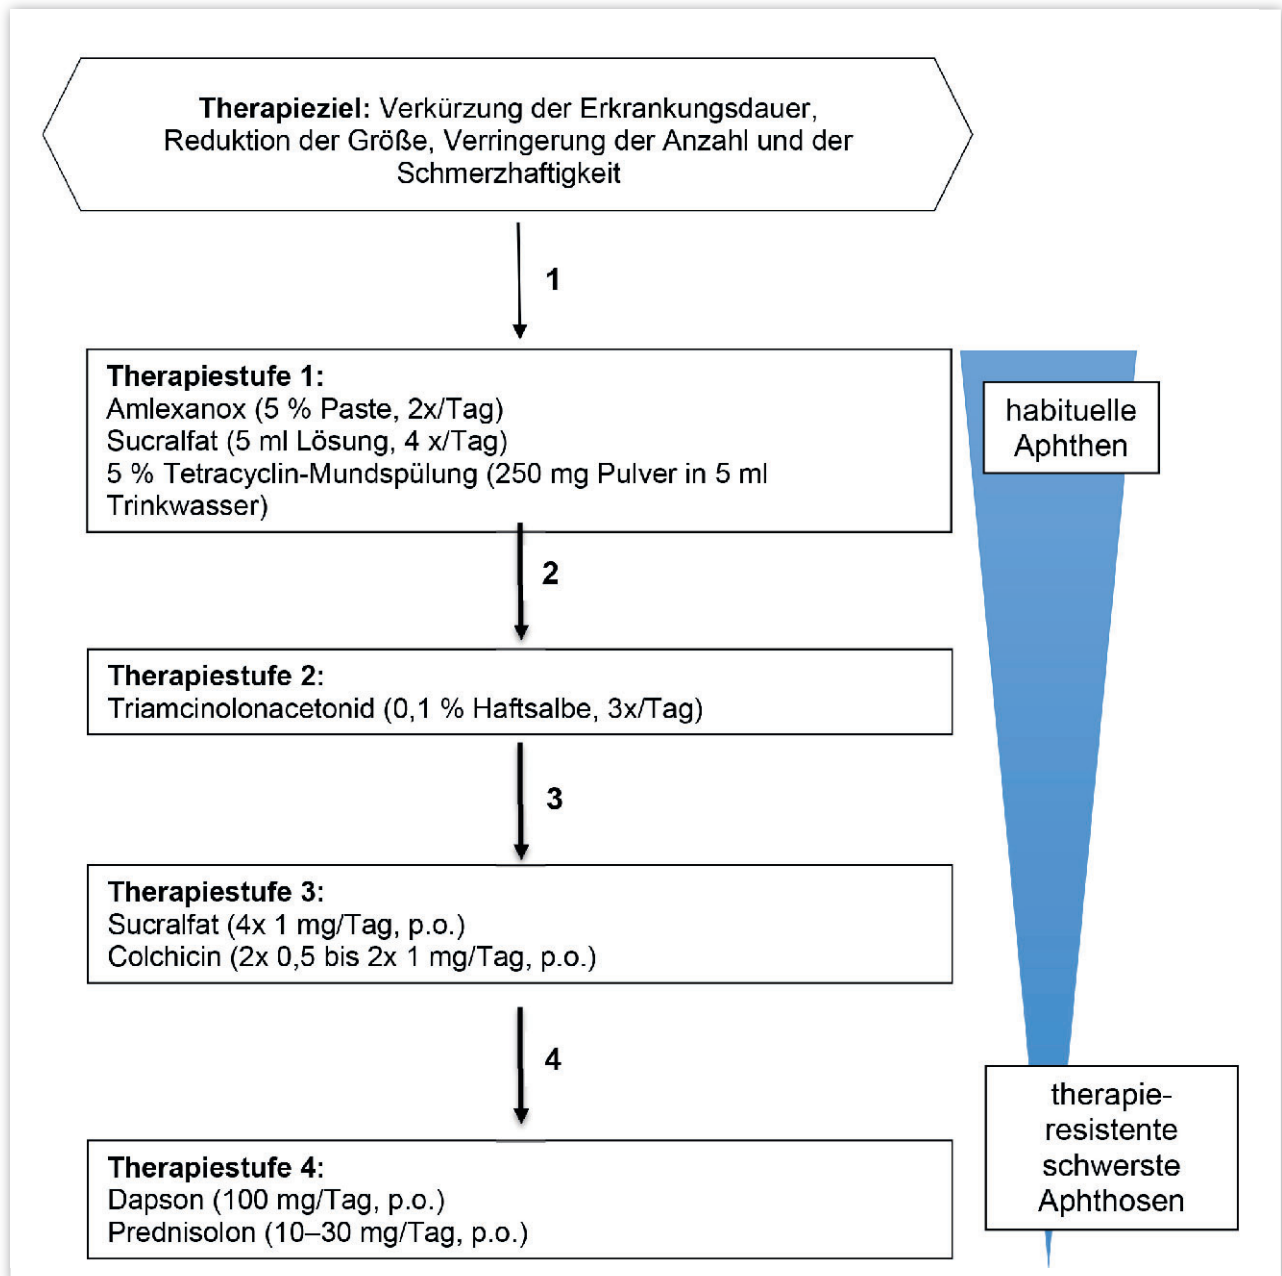 Therapieziel: Verkürzung der Erkrankungsdauer,
Reduktion der Größe, Verringerung der Anzahl und der
Schmerzhaftigkeit
1
Therapiestufe 1:
Amlexanox (5 % Paste, 2x/Tag)
Sucralfat (5 ml Lösung, 4 x/Tag)
5 % Tetracyclin-Mundspülung (250 mg Pulver in 5 ml
Trinkwasser)
habituelle
Aphthen
2
Therapiestufe 2:
Triamcinolonacetonid (0,1 % Haftsalbe, 3x/Tag)
3
Therapiestufe 3:
Sucralfat (4x 1 mg/Tag, p.o.)
Colchicin (2x 0,5 bis 2x 1 mg/Tag, p.o.)
4
Therapiestufe 4:
Dapson (100 mg/Tag, p.o.)
Prednisolon (10–30 mg/Tag, p.o.)
therapie-
resistente
schwerste
Aphthosen